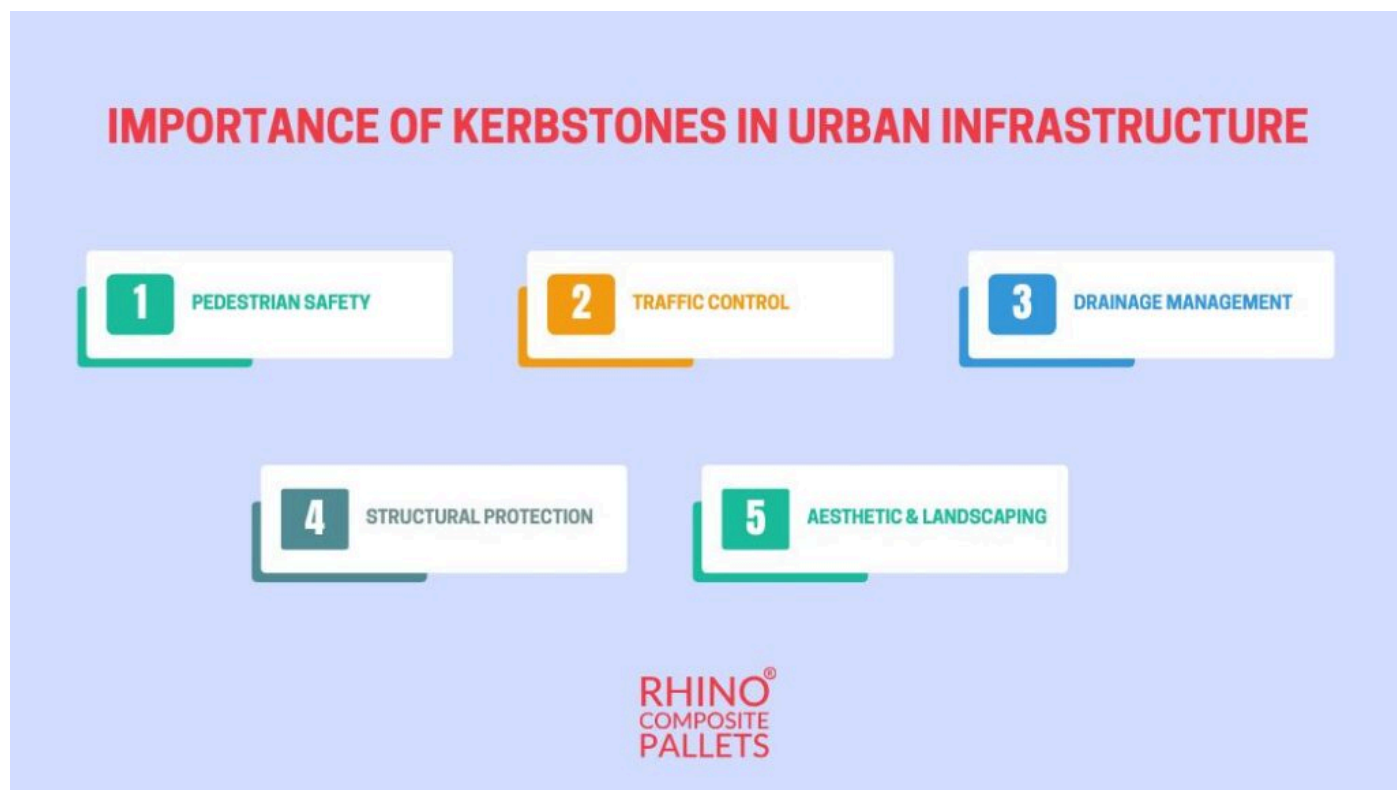 IMPORTANCE OF KERBSTONES IN URBAN INFRASTRUCTURE
1 PEDESTRIAN SAFETY
2 TRAFFIC CONTROL
3 DRAINAGE MANAGEMENT
4 STRUCTURAL PROTECTION
5 AESTHETIC & LANDSCAPING
RHINO®
COMPOSITE
PALLETS